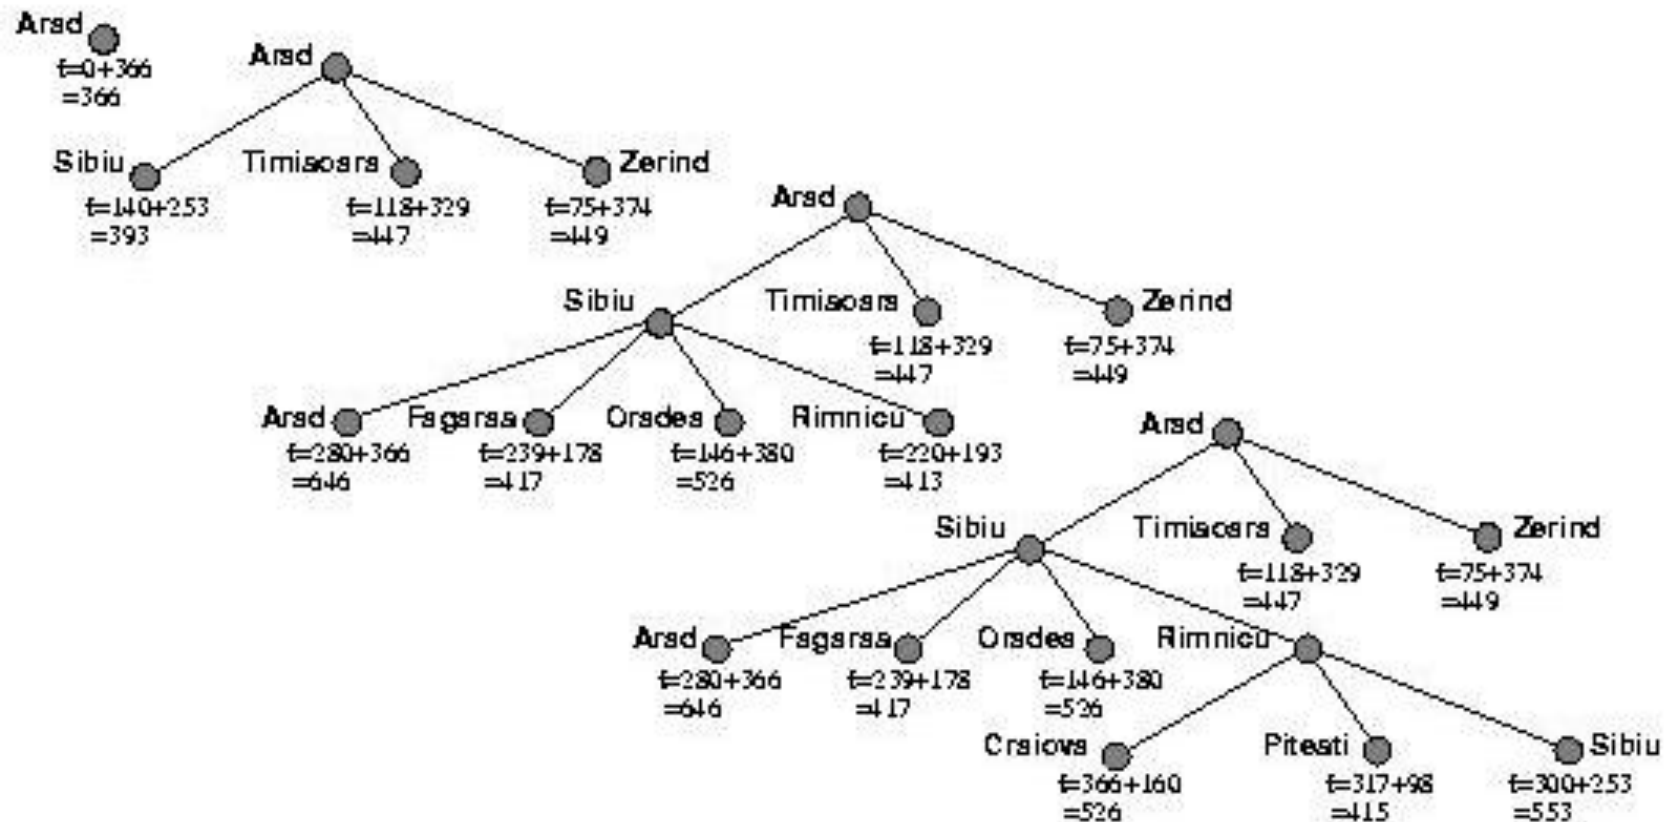 Arad
f=0+366
=366
Arad
Sibiu
f=140+253
=393
Timisoara
f=118+329
=447
Zerind
f=75+374
=449
Arad
Sibiu
Timisoara
f=118+329
=447
Zerind
f=75+374
=449
Arad
f=280+366
=646
Fagaras
f=239+178
=417
Oradea
f=146+380
=526
Rimnicu
f=220+193
=413
Arad
Sibiu
Timisoara
f=118+329
=447
Zerind
f=75+374
=449
Arad
f=280+366
=646
Fagaras
f=239+178
=417
Oradea
f=146+380
=526
Rimnicu
Craiova
f=366+160
=526
Pitesti
f=317+98
=415
Sibiu
f=300+253
=553